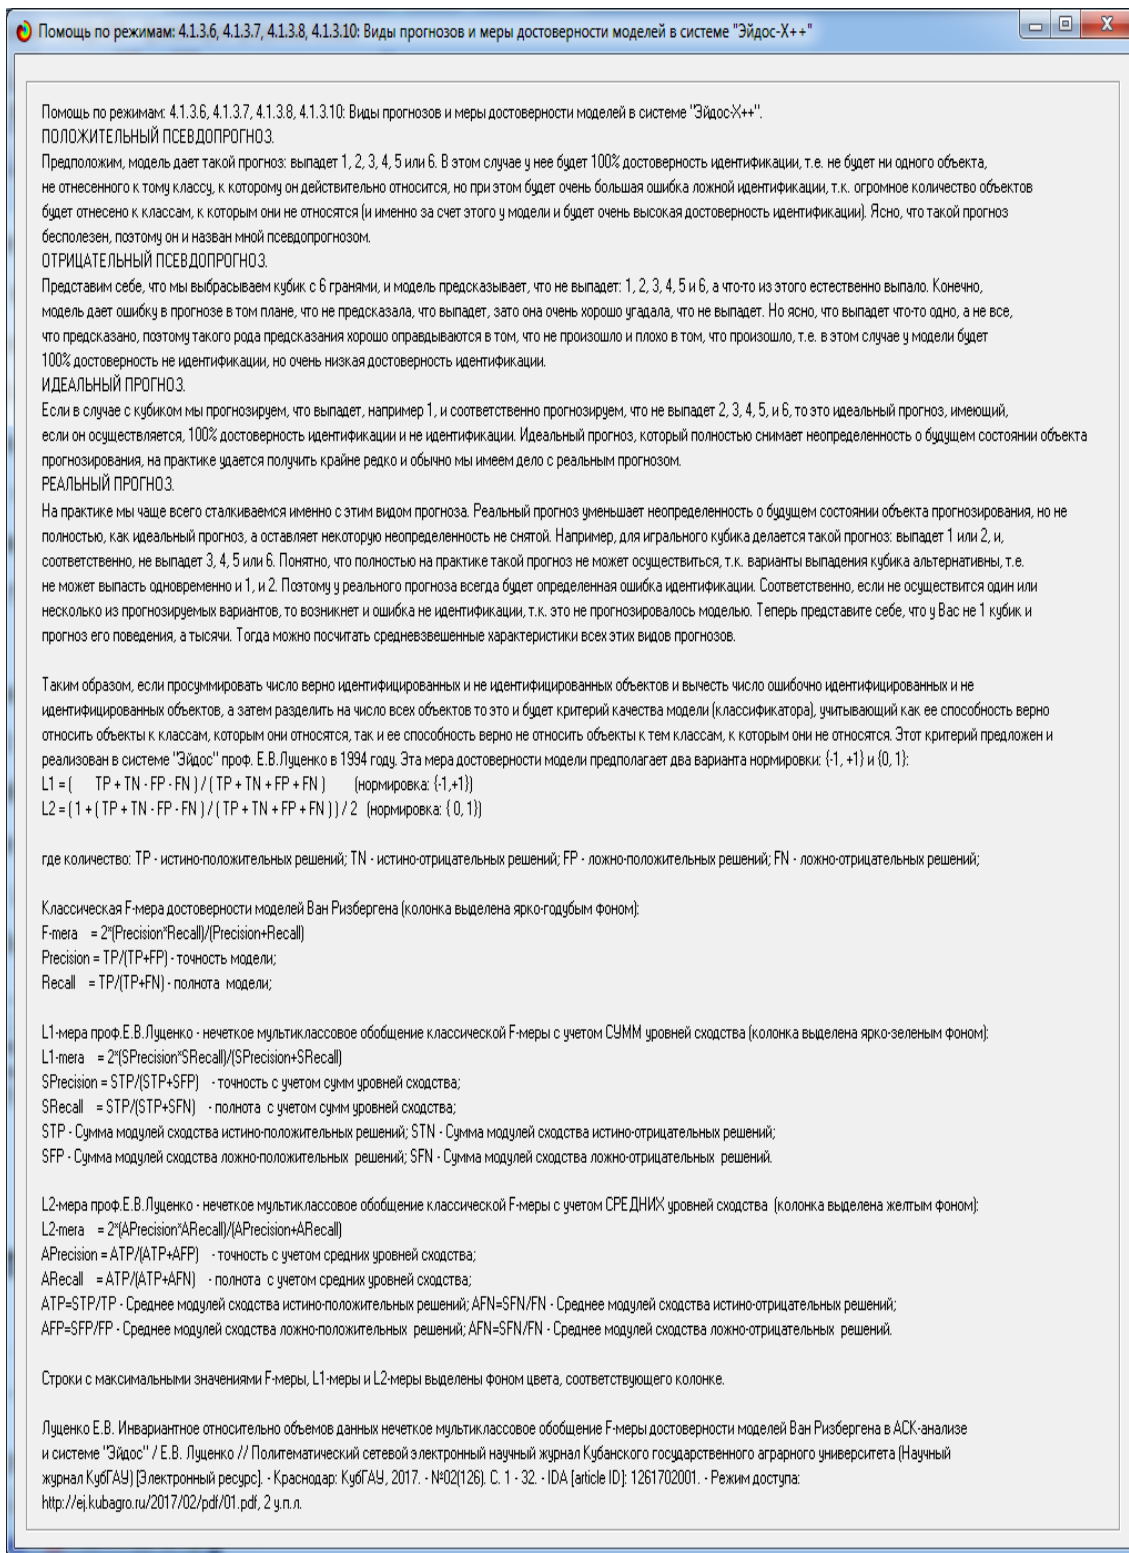 Помощь по режимам: 4.1.3.6, 4.1.3.7, 4.1.3.8, 4.1.3.10: Виды прогнозов и меры достоверности моделей в системе "Эйдос-Х++"
Помощь по режимам: 4.1.3.6, 4.1.3.7, 4.1.3.8, 4.1.3.10: Виды прогнозов и меры достоверности моделей в системе "Эйдос-Х++".
ПОЛОЖИТЕЛЬНЫЙ ПСЕВДОПРОГНОЗ.
Предположим, модель дает такой прогноз: выпадет 1, 2, 3, 4, 5 или 6. В этом случае у нее будет 100% достоверность идентификации, т.е. не будет ни одного объекта,
не отнесенного к тому классу, к которому он действительно относится, но при этом будет очень большая ошибка ложной идентификации, т.к. огромное количество объектов
будет отнесено к классам, к которым они не относятся (и именно за счет этого у модели и будет очень высокая достоверность идентификации). Ясно, что такой прогноз
бесполезен, поэтому он и назван мной псевдопрогнозом.
ОТРИЦАТЕЛЬНЫЙ ПСЕВДОПРОГНОЗ.
Представим себе, что мы выбрасываем кубик с 6 гранями, и модель предсказывает, что не выпадет: 1, 2, 3, 4, 5 и 6, а что-то из этого естественно выпало. Конечно,
модель дает ошибку в прогнозе в том плане, что не предсказала, что выпадет, зато она очень хорошо угадала, что не выпадет. Но ясно, что выпадет что-то одно, а не все,
что предсказано, поэтому такого рода предсказания хорошо оправдываются в том, что не произошло и плохо в том, что произошло, т.е. в этом случае у модели будет
100% достоверность не идентификации, но очень низкая достоверность идентификации.
ИДЕАЛЬНЫЙ ПРОГНОЗ.
Если в случае с кубиком мы прогнозируем, что выпадет, например 1, и соответственно прогнозируем, что не выпадет 2, 3, 4, 5, и 6, то это идеальный прогноз, имеющий,
если он осуществляется, 100% достоверность идентификации и не идентификации. Идеальный прогноз, который полностью снимает неопределенность о будущем состоянии объекта
прогнозирования, на практике удается получить крайне редко и обычно мы имеем дело с реальным прогнозом.
РЕАЛЬНЫЙ ПРОГНОЗ.
На практике мы чаще всего сталкиваемся именно с этим видом прогноза. Реальный прогноз уменьшает неопределенность о будущем состоянии объекта прогнозирования, но не
полностью, как идеальный прогноз, а оставляет некоторую неопределенность не снятой. Например, для игрального кубика делается такой прогноз: выпадет 1 или 2, и,
соответственно, не выпадет 3, 4, 5 или 6. Понятно, что полностью на практике такой прогноз не может осуществиться, т.к. варианты выпадения кубика альтернативны, т.е.
не может выпасть одновременно и 1, и 2. Поэтому у реального прогноза всегда будет определенная ошибка идентификации. Соответственно, если не осуществится один или
несколько из прогнозируемых вариантов, то возникнет и ошибка не идентификации, т.к. это не прогнозировалось моделью. Теперь представите себе, что у Вас не 1 кубик и
прогноз его поведения, а тысячи. Тогда можно посчитать средневзвешенные характеристики всех этих видов прогнозов.
Таким образом, если просуммировать число верно идентифицированных и не идентифицированных объектов и вычесть число ошибочно идентифицированных и не
идентифицированных объектов, а затем разделить на число всех объектов то это и будет критерий качества модели (классификатора), учитывающий как ее способность верно
относить объекты к классам, которым они относятся, так и ее способность верно не относить объекты к тем классам, к которым они не относятся. Этот критерий предложен и
реализован в системе "Эйдос" проф. Е.В.Луценко в 1994 году. Эта мера достоверности модели предполагает два варианта нормировки: {-1, +1} и {0, 1}:
L1 = ( TP + TN - FP - FN ) / ( TP + TN + FP + FN ) (нормировка: {-1,+1})
L2 = ( 1 + ( TP + TN - FP - FN ) / ( TP + TN + FP + FN ) ) / 2 (нормировка: { 0, 1})
где количество: TP - истино-положительных решений; TN - истино-отрицательных решений; FP - ложно-положительных решений; FN - ложно-отрицательных решений;
Классическая F-мера достоверности моделей Ван Ризбергена (колонка выделена ярко-голубым фоном):
F-mera = 2*(Precision*Recall)/(Precision+Recall)
Precision = TP/(TP+FP) - точность модели;
Recall = TP/(TP+FN) - полнота модели;
L1-мера проф.Е.В.Луценко - нечеткое мультиклассовое обобщение классической F-меры с учетом СУММ уровней сходства (колонка выделена ярко-зеленым фоном):
L1-mera = 2*(SPrecision*SRecall)/(SPrecision+SRecall)
SPrecision = STP/(STP+SFP) - точность с учетом сумм уровней сходства;
SRecall = STP/(STP+SFN) - полнота с учетом сумм уровней сходства;
STP - Сумма модулей сходства истино-положительных решений; STN - Сумма модулей сходства истино-отрицательных решений;
SFP - Сумма модулей сходства ложно-положительных решений; SFN - Сумма модулей сходства ложно-отрицательных решений.
L2-мера проф.Е.В.Луценко - нечеткое мультиклассовое обобщение классической F-меры с учетом СРЕДНИХ уровней сходства (колонка выделена желтым фоном):
L2-mera = 2*(APrecision*ARecall)/(APrecision+ARecall)
APrecision = ATP/(ATP+AFP) - точность с учетом средних уровней сходства;
ARecall = ATP/(ATP+AFN) - полнота с учетом средних уровней сходства;
ATP=STP/TP - Среднее модулей сходства истино-положительных решений; AFN=SFN/FN - Среднее модулей сходства истино-отрицательных решений;
AFP=SFP/FP - Среднее модулей сходства ложно-положительных решений; AFN=SFN/FN - Среднее модулей сходства ложно-отрицательных решений.
Строки с максимальными значениями F-меры, L1-меры и L2-меры выделены фоном цвета, соответствующего колонке.
Луценко Е.В. Инвариантное относительно объемов данных нечеткое мультиклассовое обобщение F-меры достоверности моделей Ван Ризбергена в АСК-анализе
и системе "Эйдос" / Е.В. Луценко // Политематический сетевой электронный научный журнал Кубанского государственного аграрного университета (Научный
журнал КубГАУ) [Электронный ресурс]. - Краснодар: КубГАУ, 2017. - №02(126). С. 1 - 32. - IDA [article ID]: 1261702001. - Режим доступа:
http://ej.kubagro.ru/2017/02/pdf/01.pdf, 2 у.п.л.